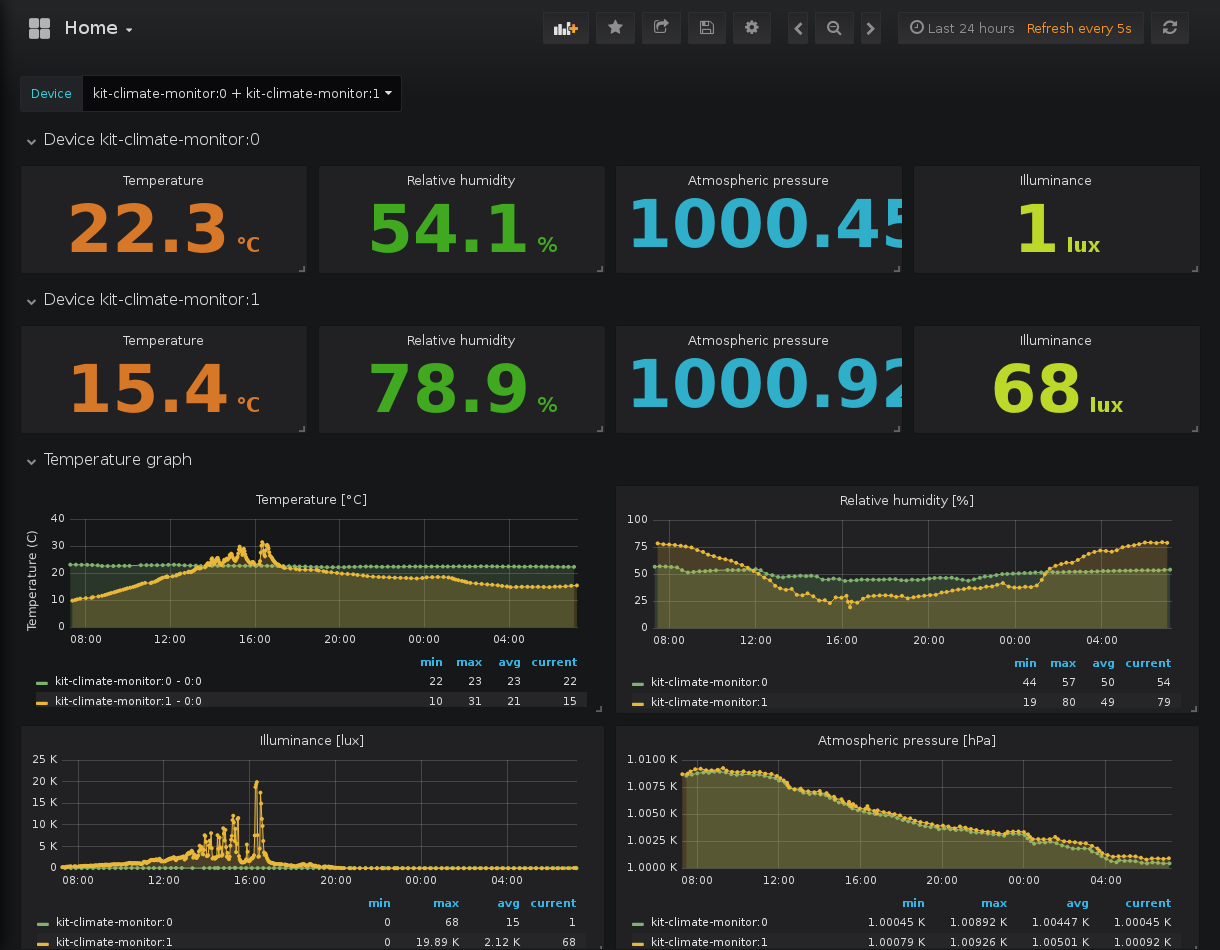 Home
Last 24 hours Refresh every 5s
Device kit-climate-monitor:0 + kit-climate-monitor:1
Device kit-climate-monitor:0
Temperature Relative humidity Atmospheric pressure Illuminance
22.3 °C 54.1 % 1000.45 1 lux
Device kit-climate-monitor:1
Temperature Relative humidity Atmospheric pressure Illuminance
15.4 °C 78.9 % 1000.92 68 lux
Temperature graph
Temperature [°C]
Temperature (C)
40
30
20
10
0
08:00 12:00 16:00 20:00 00:00 04:00
min max avg current
kit-climate-monitor:0 - 0:0 22 23 23 22
kit-climate-monitor:1 - 0:0 10 31 21 15
Relative humidity [%]
100
75
50
25
0
08:00 12:00 16:00 20:00 00:00 04:00
min max avg current
kit-climate-monitor:0 44 57 50 54
kit-climate-monitor:1 19 80 49 79
Illuminance [lux]
25 K
20 K
15 K
10 K
5 K
0
08:00 12:00 16:00 20:00 00:00 04:00
min max avg current
kit-climate-monitor:0 0 68 15 1
kit-climate-monitor:1 0 19.89 K 2.12 K 68
Atmospheric pressure [hPa]
1.0100 K
1.0075 K
1.0050 K
1.0025 K
1.0000 K
08:00 12:00 16:00 20:00 00:00 04:00
min max avg current
kit-climate-monitor:0 1.00045 K 1.00892 K 1.00447 K 1.00045 K
kit-climate-monitor:1 1.00079 K 1.00926 K 1.00501 K 1.00092 K